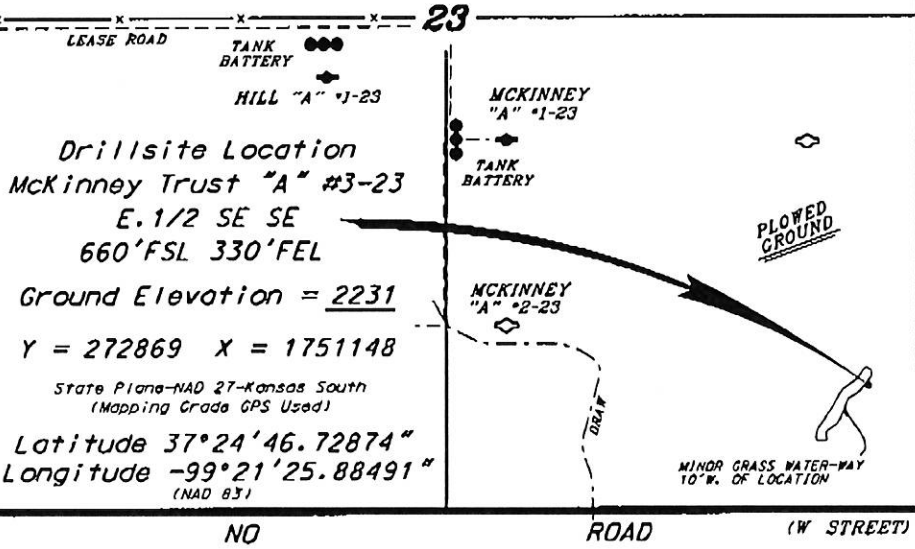 23
LEASE ROAD
TANK
BATTERY
HILL "A" #1-23
MCKINNEY
"A" #1-23
TANK
BATTERY
Drillsite Location
McKinney Trust "A" #3-23
E.1/2 SE SE
660'FSL 330'FEL
PLOWED
GROUND
Ground Elevation = 2231
MCKINNEY
"A" #2-23
Y = 272869 X = 1751148
State Plane-NAD 27-Kansas South
(Mapping Grade GPS Used)
Latitude 37°24'46.72874"
Longitude -99°21'25.88491"
(NAD 83)
DRAW
MINOR GRASS WATER-WAY
10'W. OF LOCATION
NO ROAD (W STREET)